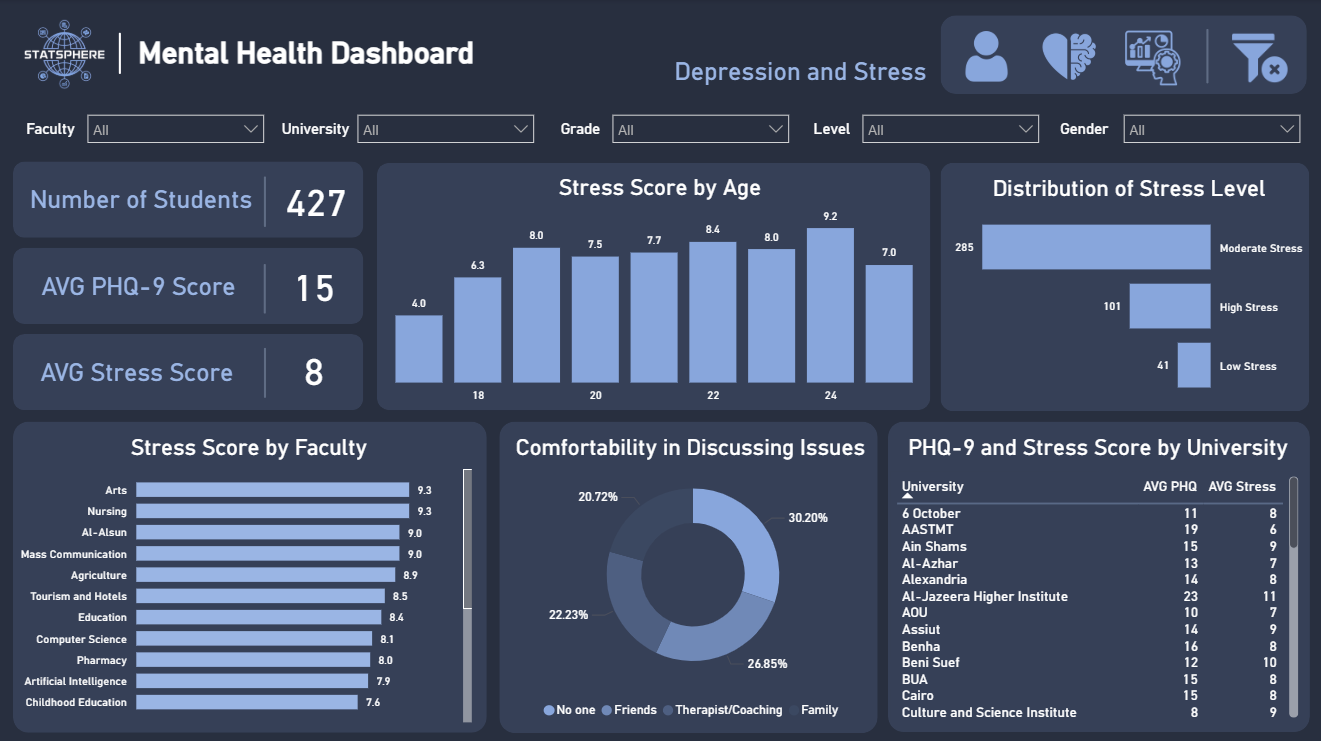 STATSPHERE
Mental Health Dashboard
Depression and Stress
Faculty All University All Grade All Level All Gender All
Number of Students 427
AVG PHQ-9 Score 15
AVG Stress Score 8
Stress Score by Age
4.0 6.3 8.0 7.5 7.7 8.4 8.0 9.2 7.0
18 20 22 24
Distribution of Stress Level
285 Moderate Stress
101 High Stress
41 Low Stress
Stress Score by Faculty
Arts 9.3
Nursing 9.3
Al-Alsun 9.0
Mass Communication 9.0
Agriculture 8.9
Tourism and Hotels 8.5
Education 8.4
Computer Science 8.1
Pharmacy 8.0
Artificial Intelligence 7.9
Childhood Education 7.6
Comfortability in Discussing Issues
20.72% 30.20%
22.23% 26.85%
No one Friends Therapist/Coaching Family
PHQ-9 and Stress Score by University
University AVG PHQ AVG Stress
6 October 11 8
AASTMT 19 6
Ain Shams 15 9
Al-Azhar 13 7
Alexandria 14 8
Al-Jazeera Higher Institute 23 11
AOU 10 7
Assiut 14 9
Benha 16 8
Beni Suef 12 10
BUA 15 8
Cairo 15 8
Culture and Science Institute 8 9